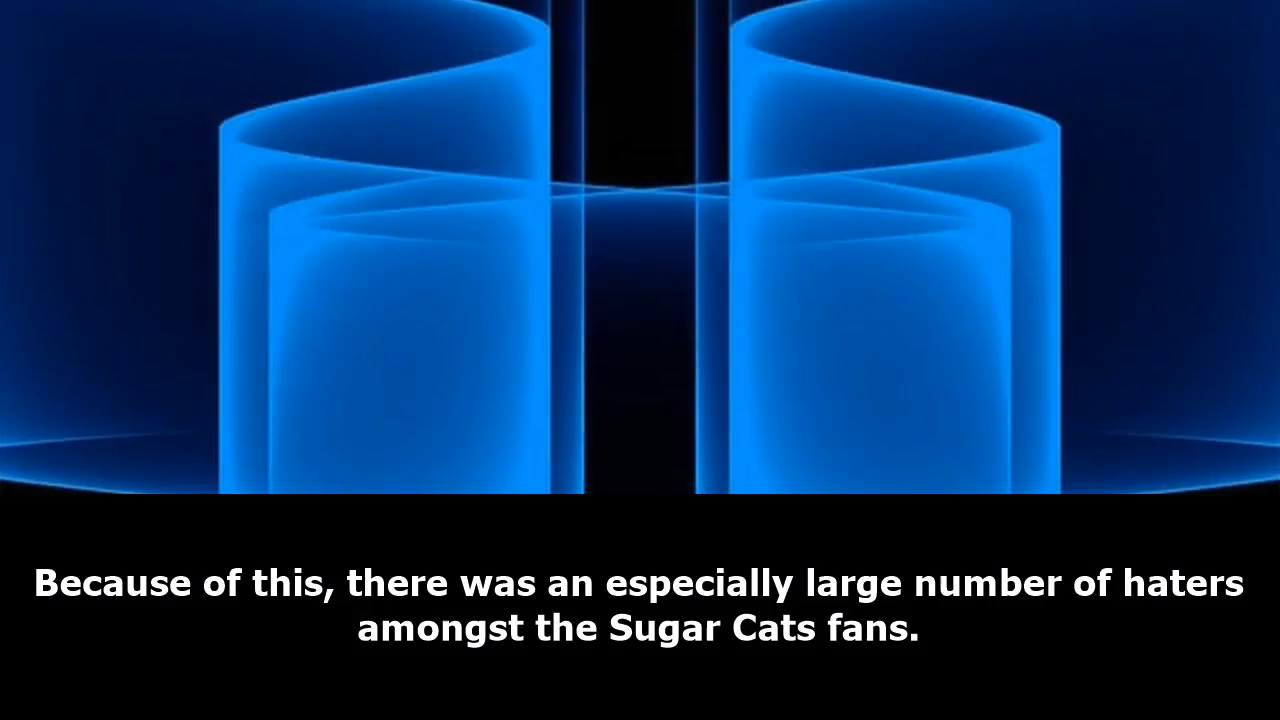 Because of this, there was an especially large number of haters
amongst the Sugar Cats fans.